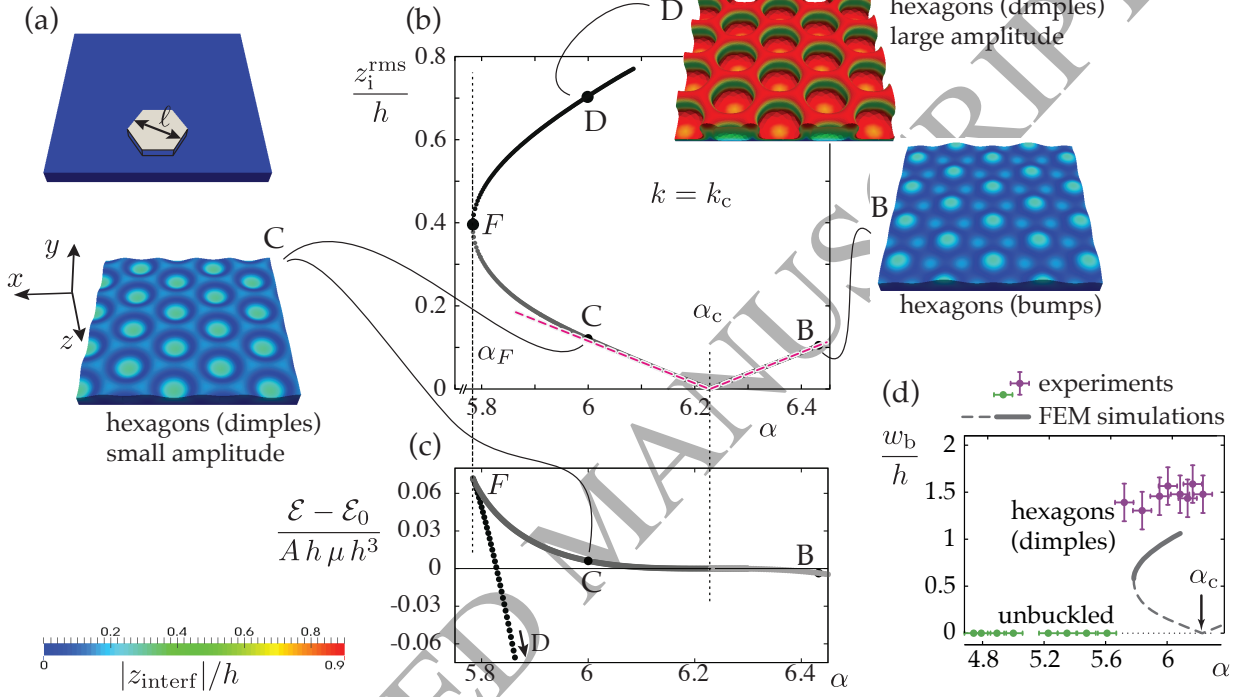 (a)
ℓ
C
y
x
z
hexagons (dimples)
small amplitude
0.2 0.4 0.6 0.8
0 0.9
|z_interf|/h
(b)
z_i^rms / h
0.8
0.6
0.4
0.2
0
D
hexagons (dimples)
large amplitude
D
F
k = k_c
C
α_F
α_c
B
B
hexagons (bumps)
5.8 6 6.2 6.4
α
(c)
ℰ − ℰ_0 / A h μ h^3
0.06
0.03
0
-0.03
-0.06
F
C
B
D
5.8 6 6.2 6.4
α
(d)
experiments
FEM simulations
w_b / h
2
1.5
1
0.5
0
hexagons
(dimples)
unbuckled
α_c
4.8 5.2 5.6 6
α
ED MANUSCRIPT